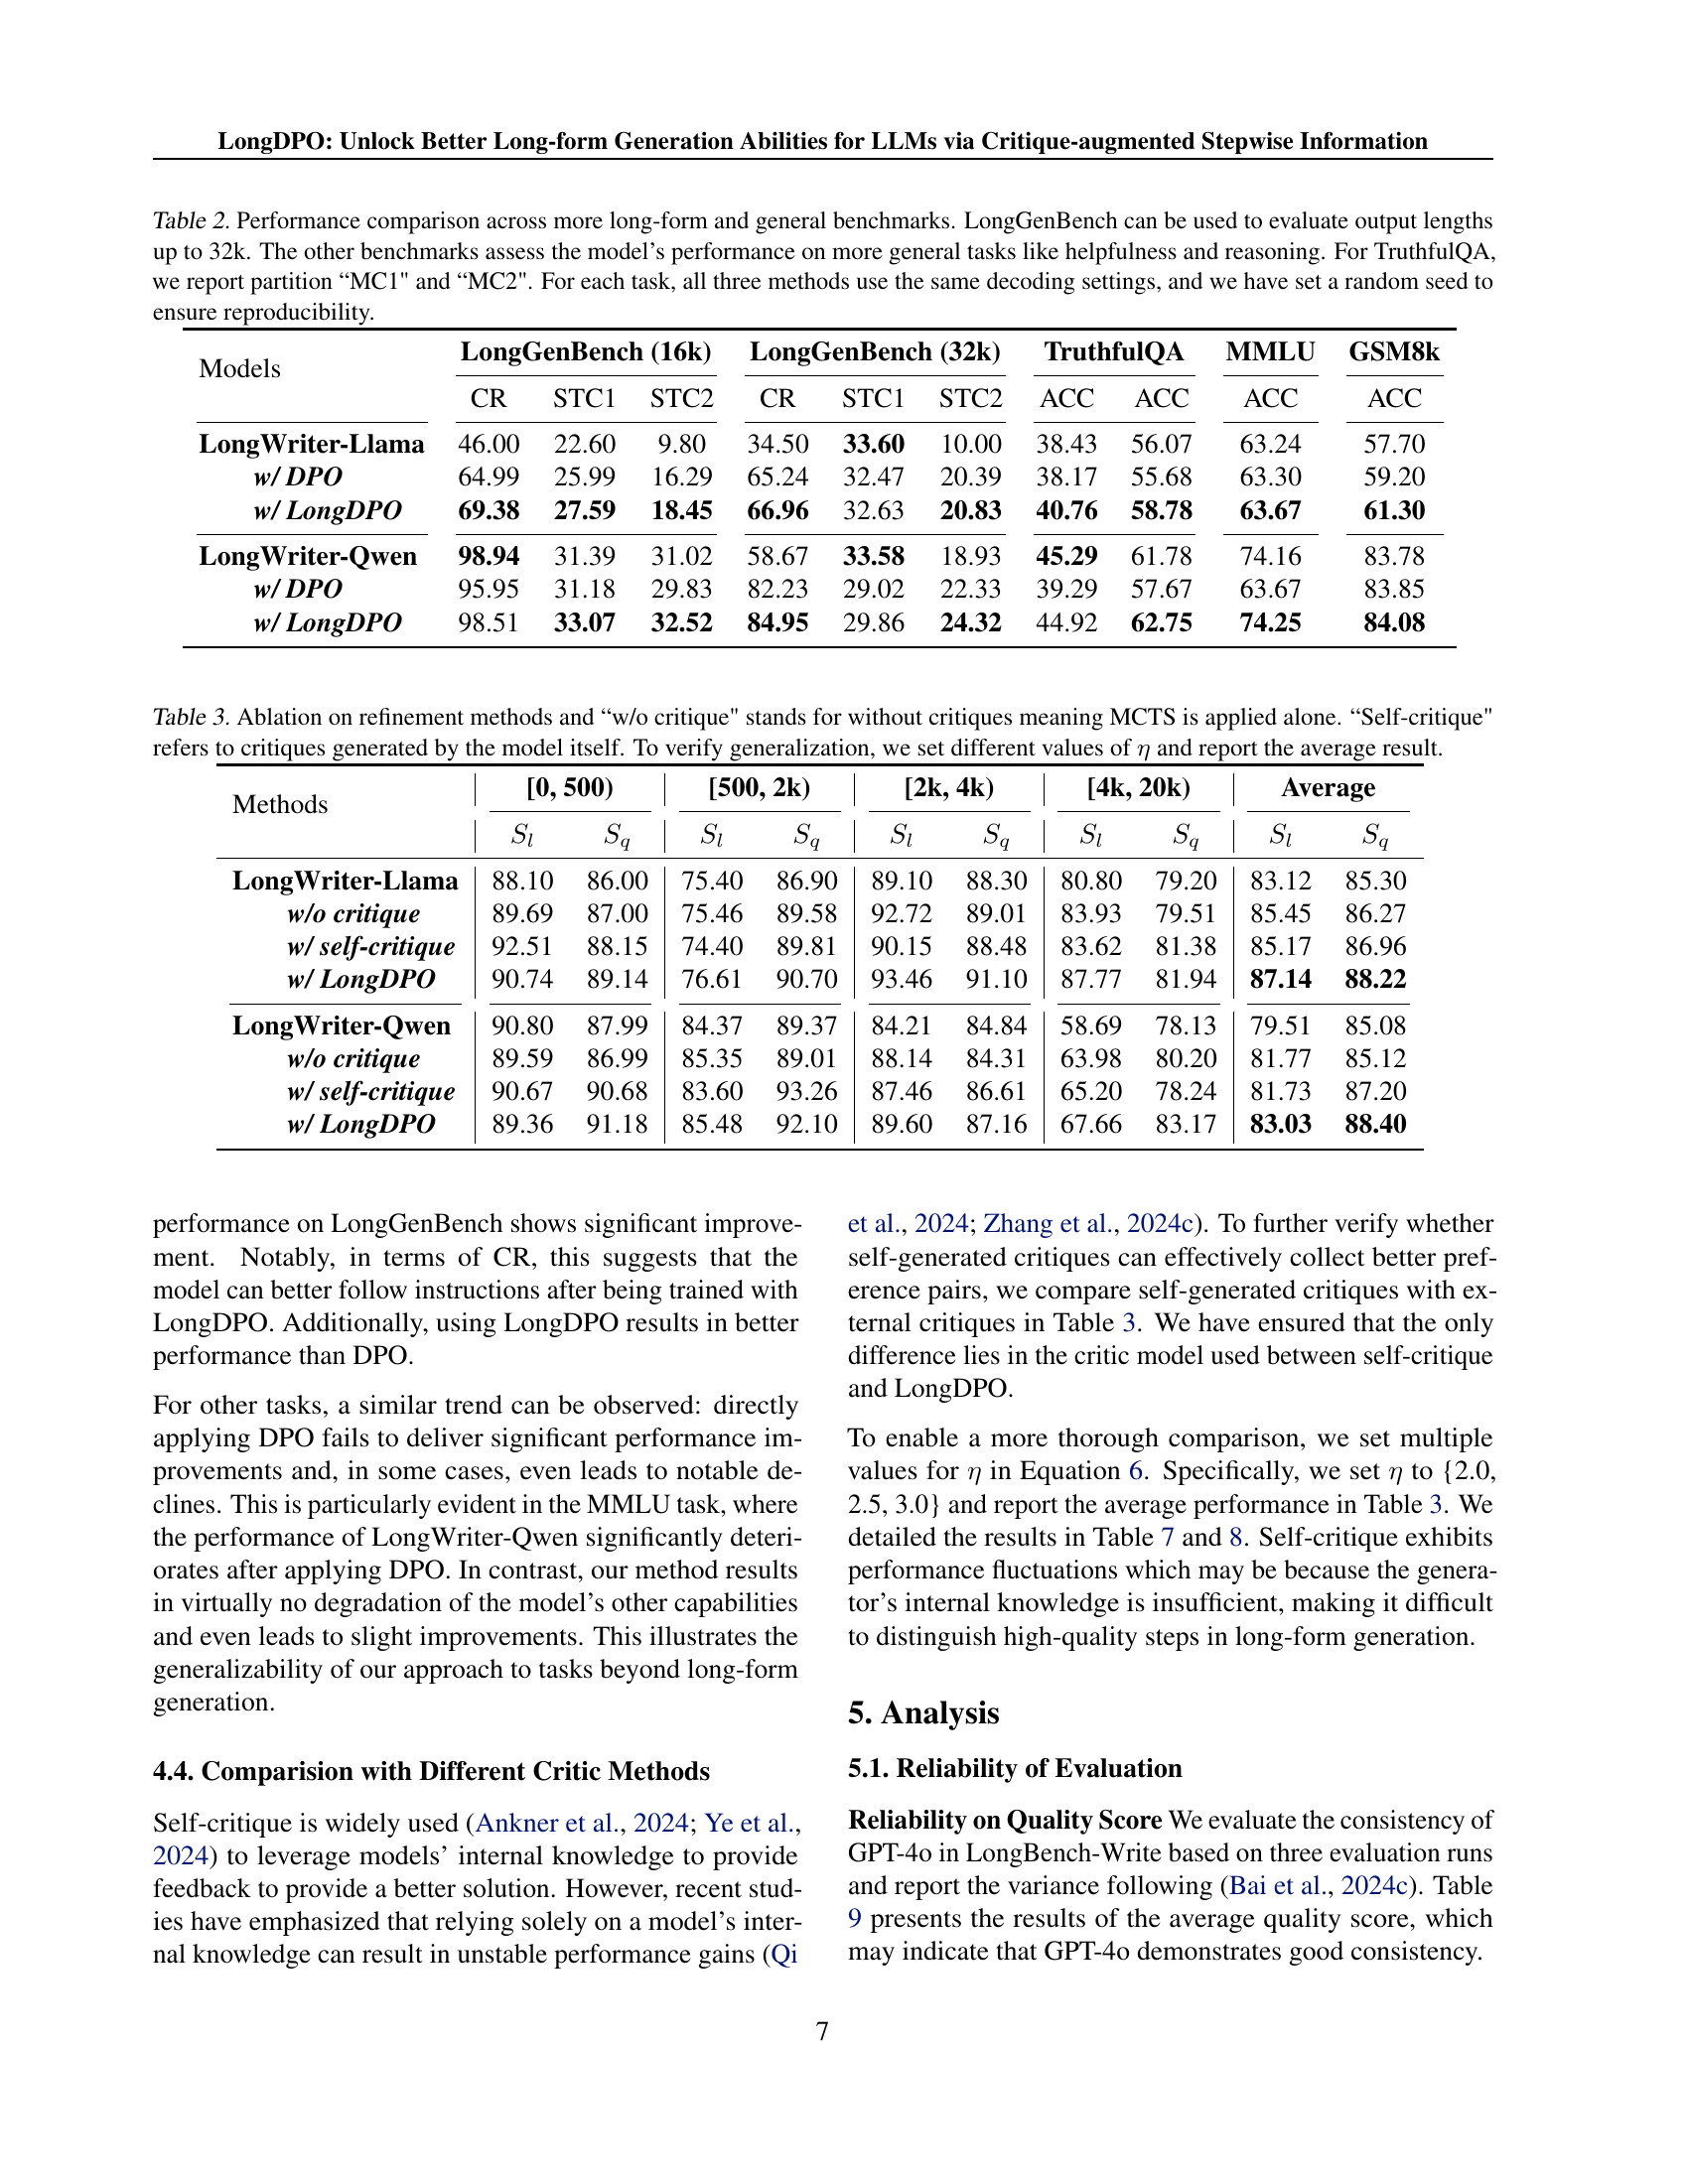 LongDPO: Unlock Better Long-form Generation Abilities for LLMs via Critique-augmented Stepwise Information
Table 2. Performance comparison across more long-form and general benchmarks. LongGenBench can be used to evaluate output lengths
up to 32k. The other benchmarks assess the model's performance on more general tasks like helpfulness and reasoning. For TruthfulQA,
we report partition “MC1" and “MC2". For each task, all three methods use the same decoding settings, and we have set a random seed to
ensure reproducibility.
Models LongGenBench (16k) LongGenBench (32k) TruthfulQA MMLU GSM8k
CR STC1 STC2 CR STC1 STC2 ACC ACC ACC ACC
LongWriter-Llama 46.00 22.60 9.80 34.50 33.60 10.00 38.43 56.07 63.24 57.70
w/ DPO 64.99 25.99 16.29 65.24 32.47 20.39 38.17 55.68 63.30 59.20
w/ LongDPO 69.38 27.59 18.45 66.96 32.63 20.83 40.76 58.78 63.67 61.30
LongWriter-Qwen 98.94 31.39 31.02 58.67 33.58 18.93 45.29 61.78 74.16 83.78
w/ DPO 95.95 31.18 29.83 82.23 29.02 22.33 39.29 57.67 63.67 83.85
w/ LongDPO 98.51 33.07 32.52 84.95 29.86 24.32 44.92 62.75 74.25 84.08
Table 3. Ablation on refinement methods and “w/o critique" stands for without critiques meaning MCTS is applied alone. “Self-critique"
refers to critiques generated by the model itself. To verify generalization, we set different values of η and report the average result.
Methods [0, 500) [500, 2k) [2k, 4k) [4k, 20k) Average
S_l S_q S_l S_q S_l S_q S_l S_q S_l S_q
LongWriter-Llama 88.10 86.00 75.40 86.90 89.10 88.30 80.80 79.20 83.12 85.30
w/o critique 89.69 87.00 75.46 89.58 92.72 89.01 83.93 79.51 85.45 86.27
w/ self-critique 92.51 88.15 74.40 89.81 90.15 88.48 83.62 81.38 85.17 86.96
w/ LongDPO 90.74 89.14 76.61 90.70 93.46 91.10 87.77 81.94 87.14 88.22
LongWriter-Qwen 90.80 87.99 84.37 89.37 84.21 84.84 58.69 78.13 79.51 85.08
w/o critique 89.59 86.99 85.35 89.01 88.14 84.31 63.98 80.20 81.77 85.12
w/ self-critique 90.67 90.68 83.60 93.26 87.46 86.61 65.20 78.24 81.73 87.20
w/ LongDPO 89.36 91.18 85.48 92.10 89.60 87.16 67.66 83.17 83.03 88.40
performance on LongGenBench shows significant improve-
ment. Notably, in terms of CR, this suggests that the
model can better follow instructions after being trained with
LongDPO. Additionally, using LongDPO results in better
performance than DPO.
For other tasks, a similar trend can be observed: directly
applying DPO fails to deliver significant performance im-
provements and, in some cases, even leads to notable de-
clines. This is particularly evident in the MMLU task, where
the performance of LongWriter-Qwen significantly deteri-
orates after applying DPO. In contrast, our method results
in virtually no degradation of the model's other capabilities
and even leads to slight improvements. This illustrates the
generalizability of our approach to tasks beyond long-form
generation.
4.4. Comparision with Different Critic Methods
Self-critique is widely used (Ankner et al., 2024; Ye et al.,
2024) to leverage models' internal knowledge to provide
feedback to provide a better solution. However, recent stud-
ies have emphasized that relying solely on a model's inter-
nal knowledge can result in unstable performance gains (Qi
et al., 2024; Zhang et al., 2024c). To further verify whether
self-generated critiques can effectively collect better pref-
erence pairs, we compare self-generated critiques with ex-
ternal critiques in Table 3. We have ensured that the only
difference lies in the critic model used between self-critique
and LongDPO.
To enable a more thorough comparison, we set multiple
values for η in Equation 6. Specifically, we set η to {2.0,
2.5, 3.0} and report the average performance in Table 3. We
detailed the results in Table 7 and 8. Self-critique exhibits
performance fluctuations which may be because the genera-
tor's internal knowledge is insufficient, making it difficult
to distinguish high-quality steps in long-form generation.
5. Analysis
5.1. Reliability of Evaluation
Reliability on Quality Score We evaluate the consistency of
GPT-4o in LongBench-Write based on three evaluation runs
and report the variance following (Bai et al., 2024c). Table
9 presents the results of the average quality score, which
may indicate that GPT-4o demonstrates good consistency.
7